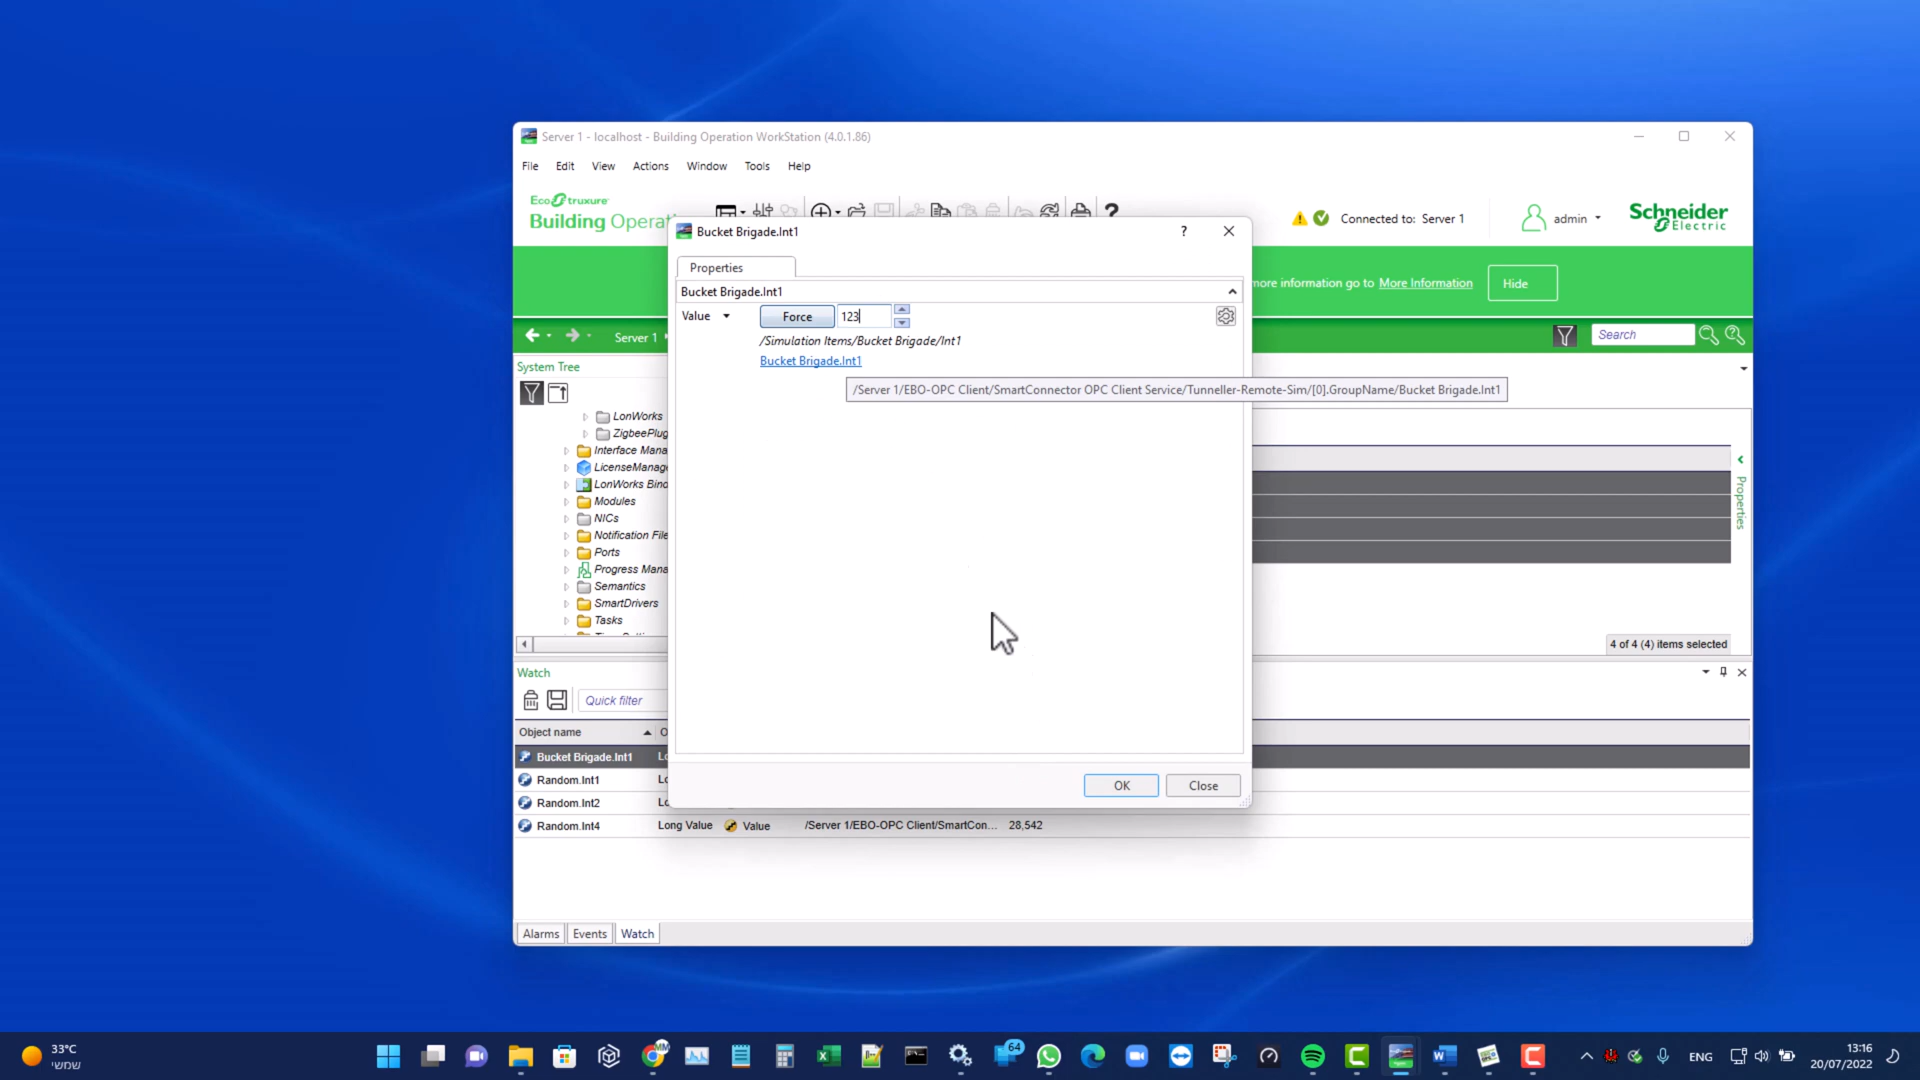 Server 1 - localhost - Building Operation WorkStation (4.0.1.86)
File Edit View Actions Window Tools Help
EcoStruxure
Building Operat
Connected to: Server 1
admin
Schneider
Electric
Bucket Brigade.Int1
Properties
Bucket Brigade.Int1
Value Force 123
/Simulation Items/Bucket Brigade/Int1
Bucket Brigade.Int1
/Server 1/EBO-OPC Client/SmartConnector OPC Client Service/Tunneller-Remote-Sim/[0].GroupName/Bucket Brigade.Int1
more information go to More Information Hide
Server 1
Search
System Tree
LonWorks
ZigbeePlug
Interface Mana
LicenseManage
LonWorks Bind
Modules
NICs
Notification File
Ports
Progress Mana
Semantics
SmartDrivers
Tasks
Properties
4 of 4 (4) items selected
OK Close
Watch
Quick filter
Object name
Bucket Brigade.Int1
Random.Int1
Random.Int2
Random.Int4 Long Value Value /Server 1/EBO-OPC Client/SmartCon... 28,542
Alarms Events Watch
33°C
שמשי
64
ENG
13:16
20/07/2022